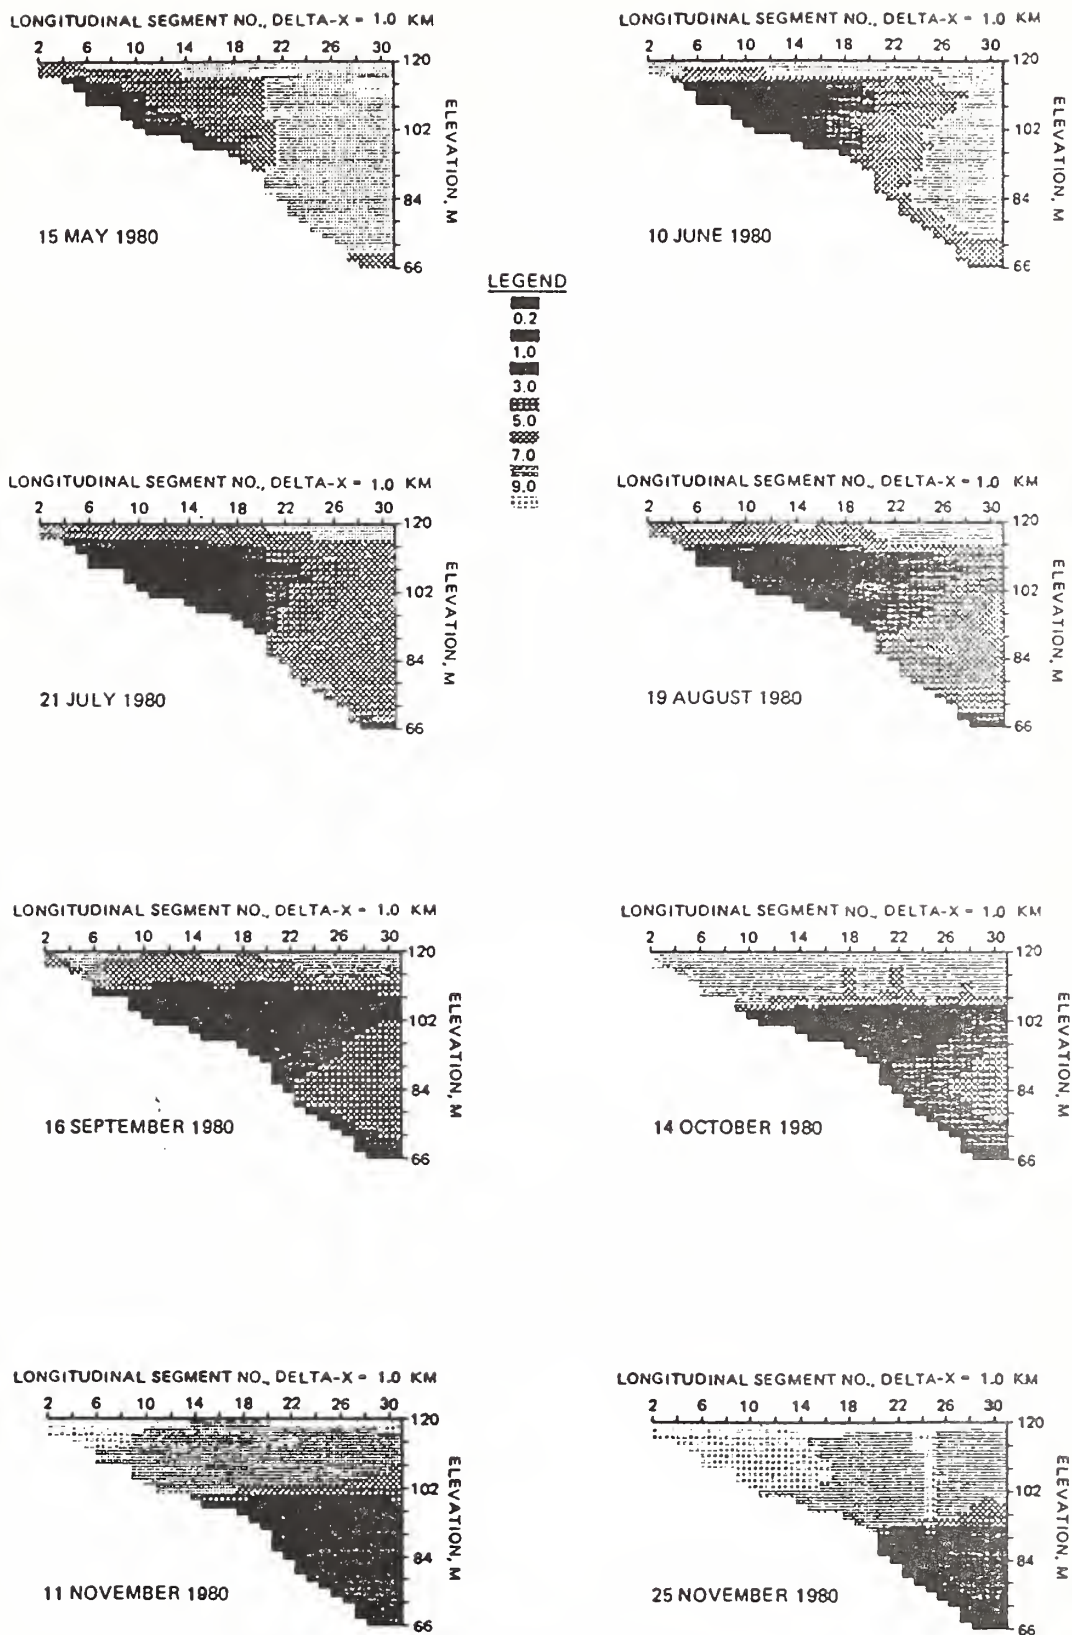 LONGITUDINAL SEGMENT NO., DELTA-X = 1.0 KM
2 6 10 14 18 22 26 30
120
102
84
66
ELEVATION, M
15 MAY 1980
LONGITUDINAL SEGMENT NO., DELTA-X = 1.0 KM
2 6 10 14 18 22 26 30
120
102
84
66
ELEVATION, M
10 JUNE 1980
LEGEND
0.2
1.0
3.0
5.0
7.0
9.0
LONGITUDINAL SEGMENT NO., DELTA-X = 1.0 KM
2 6 10 14 18 22 26 30
120
102
84
66
ELEVATION, M
21 JULY 1980
LONGITUDINAL SEGMENT NO., DELTA-X = 1.0 KM
2 6 10 14 18 22 26 30
120
102
84
66
ELEVATION, M
19 AUGUST 1980
LONGITUDINAL SEGMENT NO., DELTA-X = 1.0 KM
2 6 10 14 18 22 26 30
120
102
84
66
ELEVATION, M
16 SEPTEMBER 1980
LONGITUDINAL SEGMENT NO., DELTA-X = 1.0 KM
2 6 10 14 18 22 26 30
120
102
84
66
ELEVATION, M
14 OCTOBER 1980
LONGITUDINAL SEGMENT NO., DELTA-X = 1.0 KM
2 6 10 14 18 22 26 30
120
102
84
66
ELEVATION, M
11 NOVEMBER 1980
LONGITUDINAL SEGMENT NO., DELTA-X = 1.0 KM
2 6 10 14 18 22 26 30
120
102
84
66
ELEVATION, M
25 NOVEMBER 1980